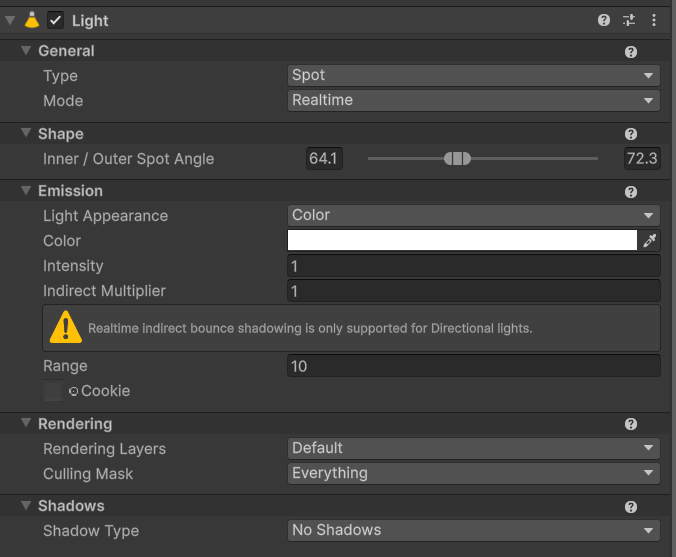 Light
General
Type Spot
Mode Realtime
Shape
Inner / Outer Spot Angle 64.1 72.3
Emission
Light Appearance Color
Color
Intensity 1
Indirect Multiplier 1
Realtime indirect bounce shadowing is only supported for Directional lights.
Range 10
Cookie
Rendering
Rendering Layers Default
Culling Mask Everything
Shadows
Shadow Type No Shadows